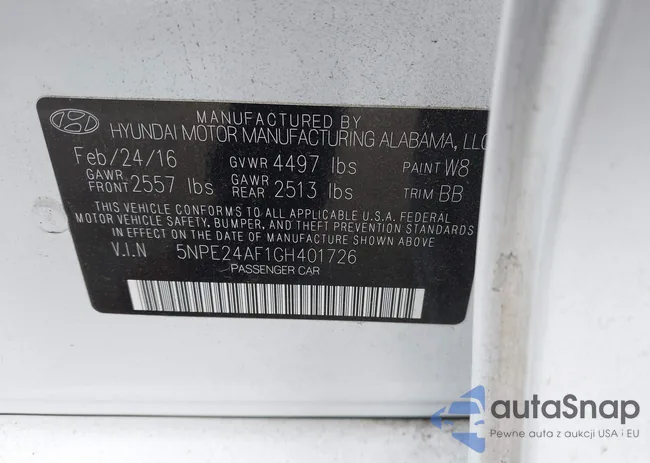 MANUFACTURED BY
HYUNDAI MOTOR MANUFACTURING ALABAMA, LLC
Feb/24/16 GVWR 4497 lbs PAINT W8
GAWR FRONT 2557 lbs GAWR REAR 2513 lbs TRIM BB
THIS VEHICLE CONFORMS TO ALL APPLICABLE U.S.A. FEDERAL
MOTOR VEHICLE SAFETY, BUMPER, AND THEFT PREVENTION STANDARDS
IN EFFECT ON THE DATE OF MANUFACTURE SHOWN ABOVE
V.I.N 5NPE24AF1GH401726
PASSENGER CAR
autaSnap
Pewne auta z aukcji USA i EU